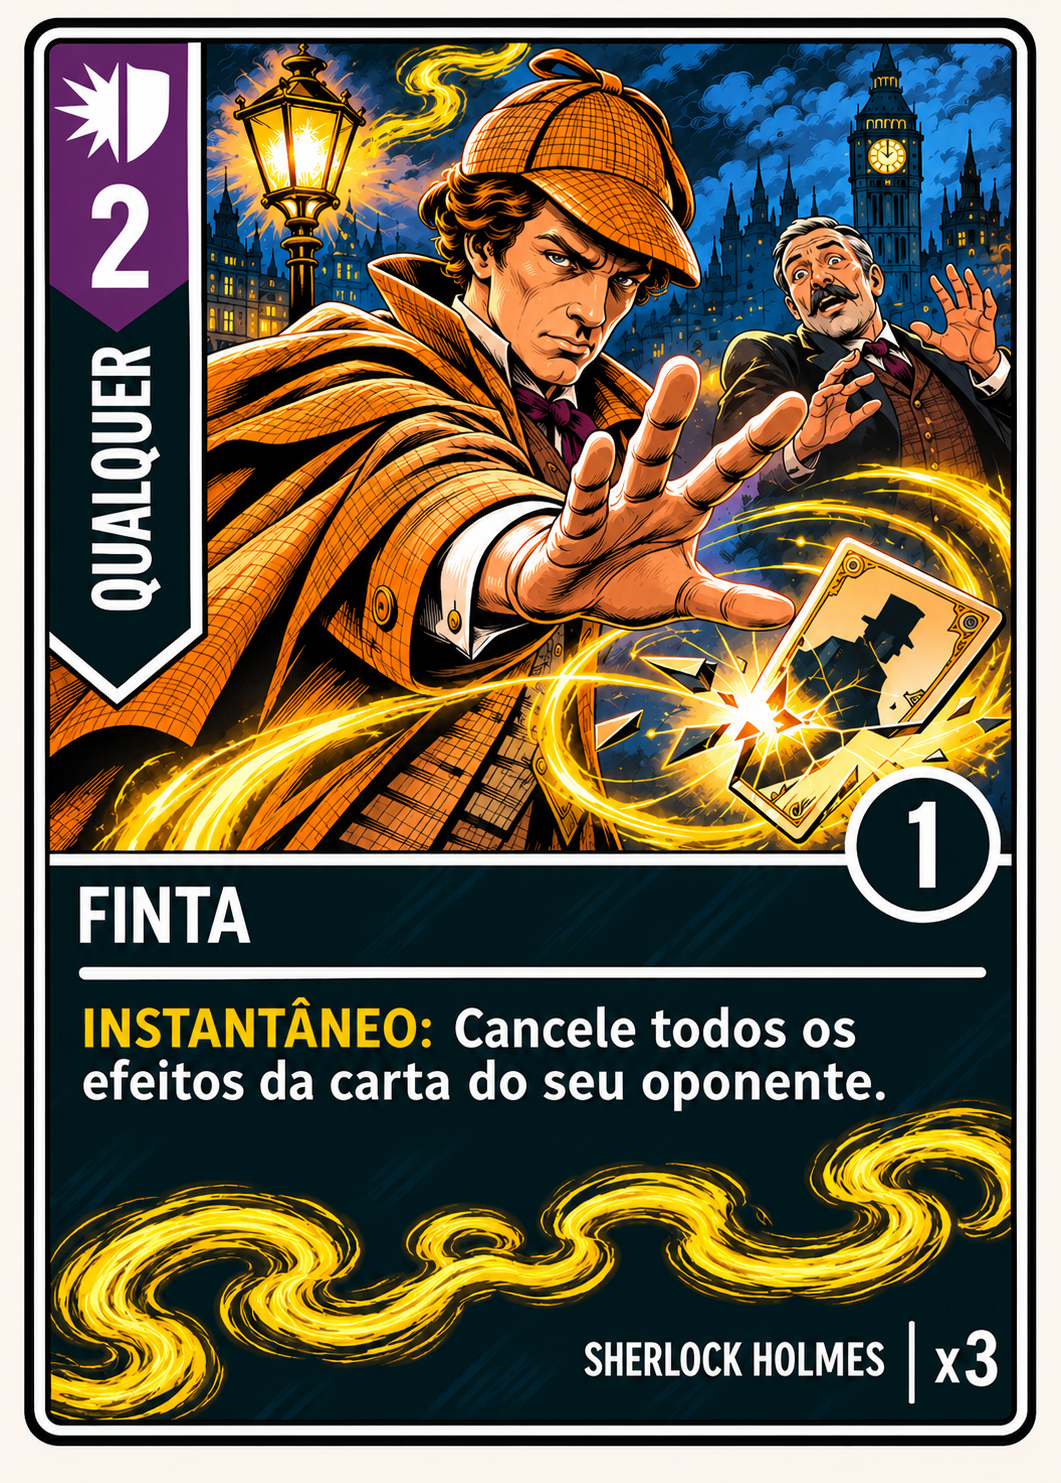 2
QUALQUER
1
FINTA
INSTANTÂNEO: Cancele todos os
efeitos da carta do seu oponente.
SHERLOCK HOLMES | x3